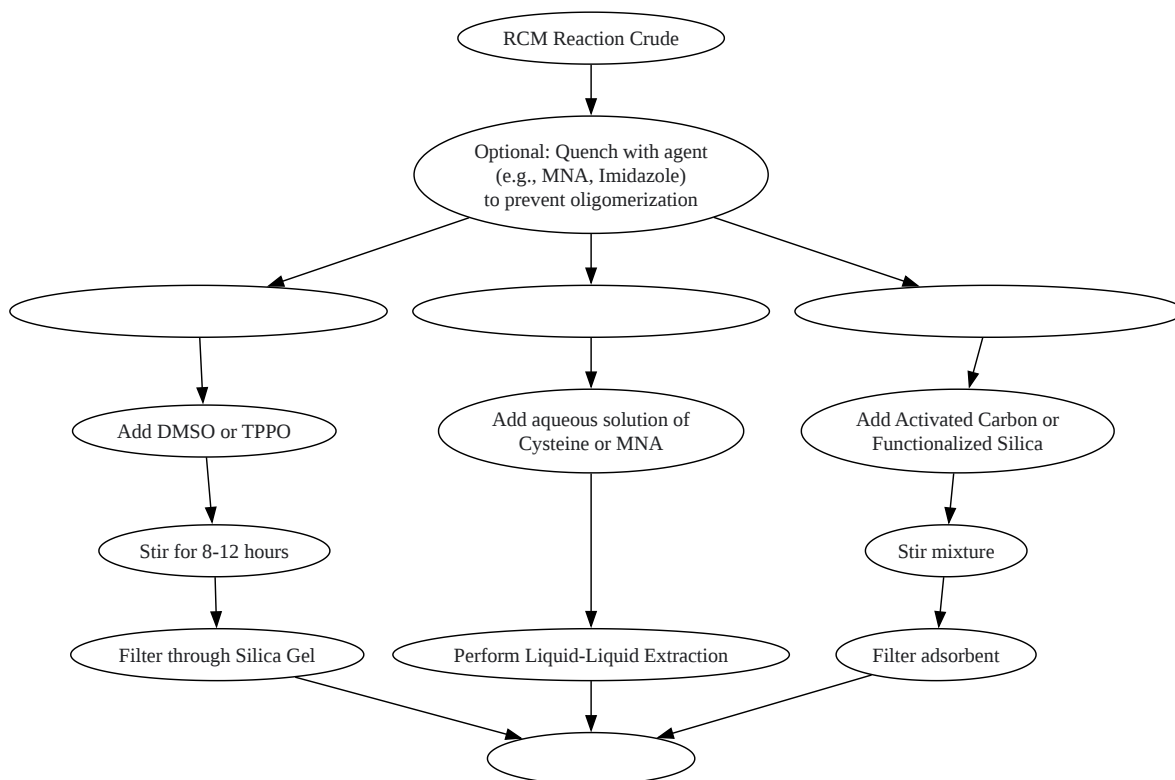 RCM Reaction Crude
Optional: Quench with agent
(e.g., MNA, Imidazole)
to prevent oligomerization
Add DMSO or TPPO
Add aqueous solution of
Cysteine or MNA
Add Activated Carbon or
Functionalized Silica
Stir for 8-12 hours
Stir mixture
Filter through Silica Gel
Perform Liquid-Liquid Extraction
Filter adsorbent